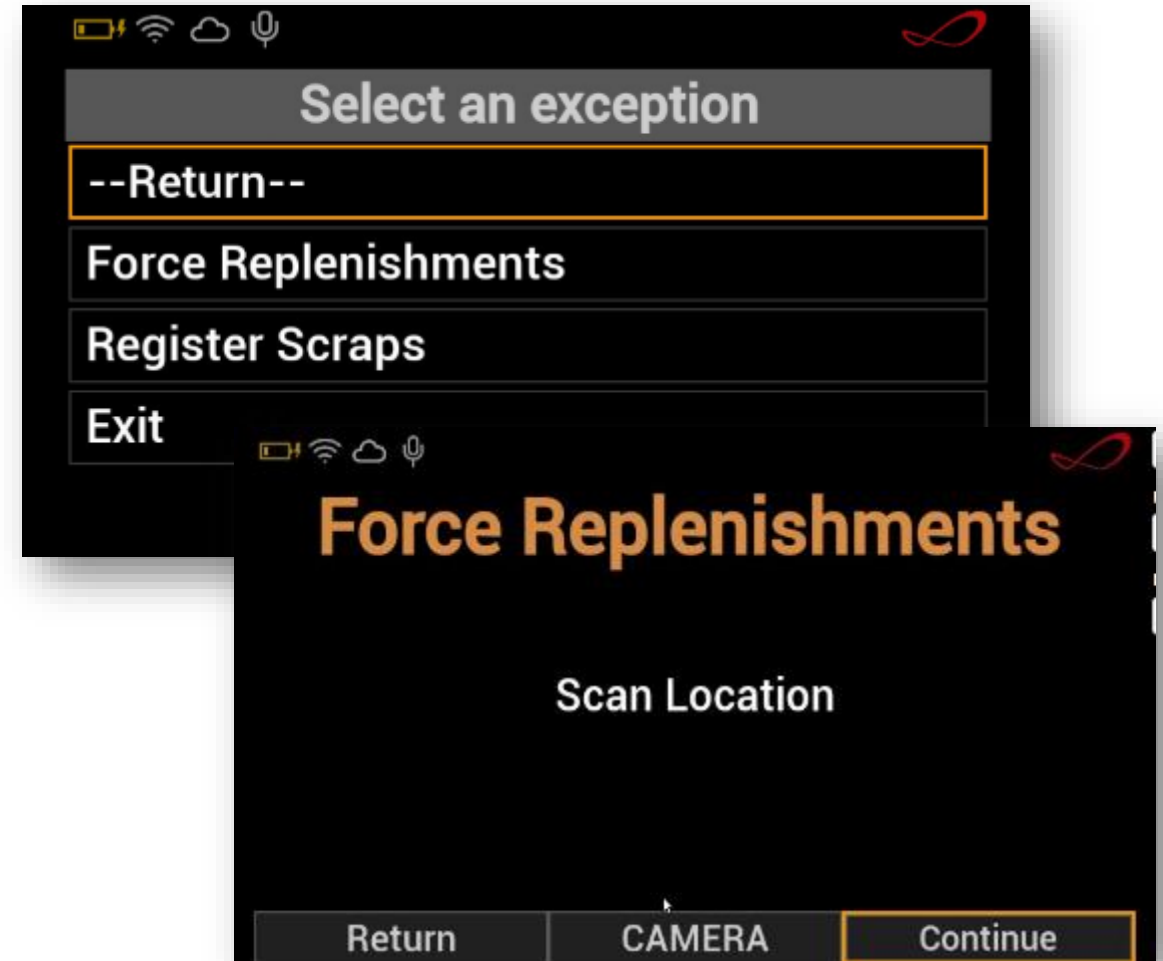 Select an exception
--Return--
Force Replenishments
Register Scraps
Exit
Force Replenishments
Scan Location
Return CAMERA Continue